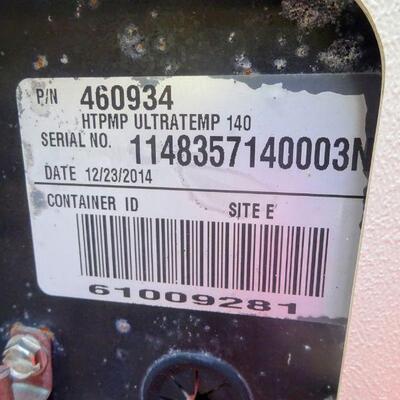 P/N 460934
HTPMP ULTRATEMP 140
SERIAL NO. 1148357140003N
DATE 12/23/2014
CONTAINER ID SITE E
61009281